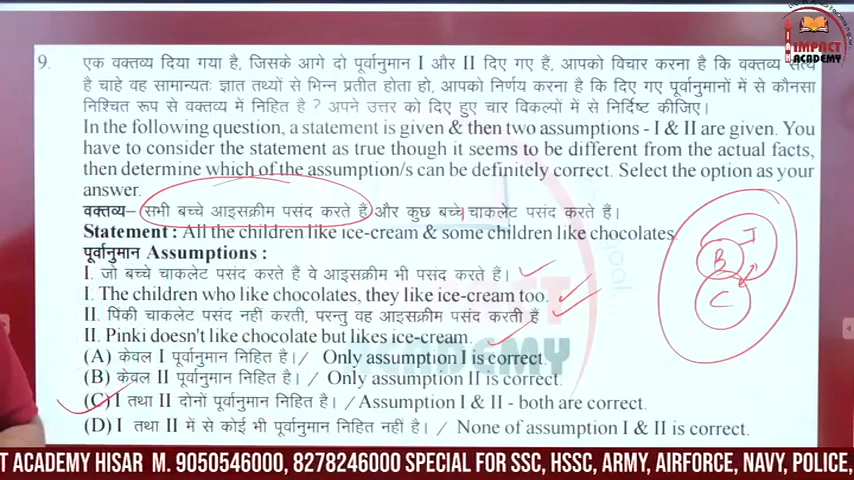 IMPACT
ACADEMY
9. एक वक्तव्य दिया गया है, जिसके आगे दो पूर्वानुमान I और II दिए गए हैं, आपको विचार करना है कि वक्तव्य सत्य
है चाहे वह सामान्यतः ज्ञात तथ्यों से भिन्न प्रतीत होता हो, आपको निर्णय करना है कि दिए गए पूर्वानुमानों में से कौनसा
निश्चित रूप से वक्तव्य में निहित है ? अपने उत्तर को दिए हुए चार विकल्पों में से निर्दिष्ट कीजिए।
In the following question, a statement is given & then two assumptions - I & II are given. You
have to consider the statement as true though it seems to be different from the actual facts,
then determine which of the assumption/s can be definitely correct. Select the option as your
answer.
वक्तव्य– सभी बच्चे आइसक्रीम पसंद करते हैं और कुछ बच्चे चाकलेट पसंद करते हैं।
Statement : All the children like ice-cream & some children like chocolates.
पूर्वानुमान Assumptions :
I. जो बच्चे चाकलेट पसंद करते हैं वे आइसक्रीम भी पसंद करते हैं।
I. The children who like chocolates, they like ice-cream too.
II. पिंकी चाकलेट पसंद नहीं करती, परन्तु वह आइसक्रीम पसंद करती हैं
II. Pinki doesn't like chocolate but likes ice-cream.
(A) केवल I पूर्वानुमान निहित है। / Only assumption I is correct.
(B) केवल II पूर्वानुमान निहित है। / Only assumption II is correct.
(C) I तथा II दोनों पूर्वानुमान निहित है। / Assumption I & II - both are correct.
(D) I तथा II में से कोई भी पूर्वानुमान निहित नहीं है। / None of assumption I & II is correct.
I
B
C
T ACADEMY HISAR M. 9050546000, 8278246000 SPECIAL FOR SSC, HSSC, ARMY, AIRFORCE, NAVY, POLICE,